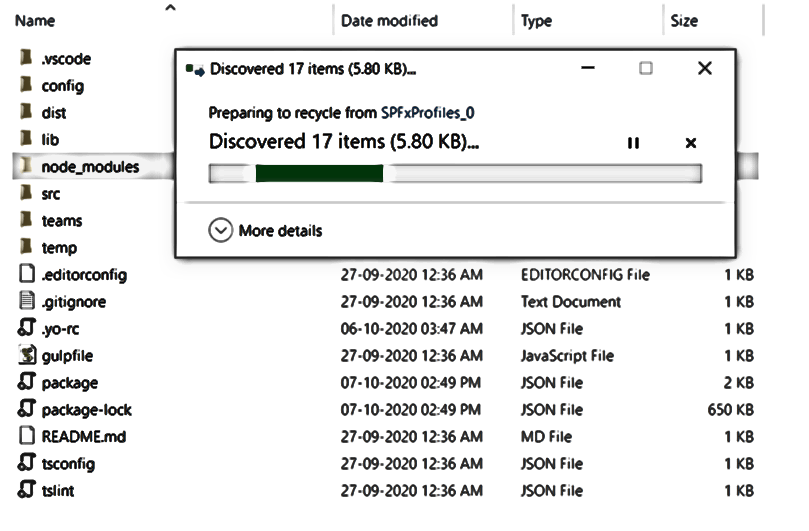 Name Date modified Type Size
.vscode
Discovered 17 items (5.80 KB)...
config
Preparing to recycle from SPFxProfiles_0
dist
Discovered 17 items (5.80 KB)...
lib
node_modules
src
teams
More details
temp
.editorconfig 27-09-2020 12:36 AM EDITORCONFIG File 1 KB
.gitignore 27-09-2020 12:36 AM Text Document 1 KB
.yo-rc 06-10-2020 03:47 AM JSON File 1 KB
gulpfile 27-09-2020 12:36 AM JavaScript File 1 KB
package 07-10-2020 02:49 PM JSON File 2 KB
package-lock 07-10-2020 02:49 PM JSON File 650 KB
README.md 27-09-2020 12:36 AM MD File 1 KB
tsconfig 27-09-2020 12:36 AM JSON File 1 KB
tslint 27-09-2020 12:36 AM JSON File 1 KB